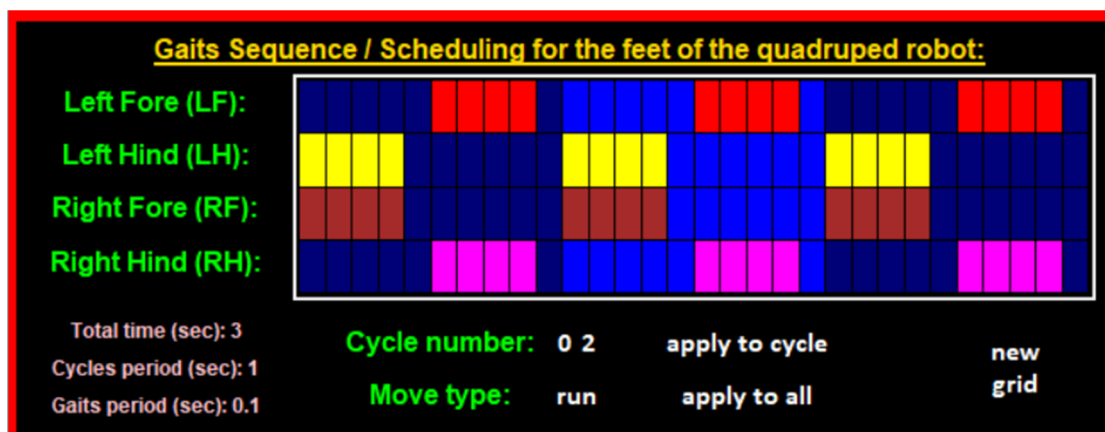 Gaits Sequence / Scheduling for the feet of the quadruped robot:
Left Fore (LF):
Left Hind (LH):
Right Fore (RF):
Right Hind (RH):
Total time (sec): 3
Cycles period (sec): 1
Gaits period (sec): 0.1
Cycle number: 0 2 apply to cycle
Move type: run apply to all
new
grid